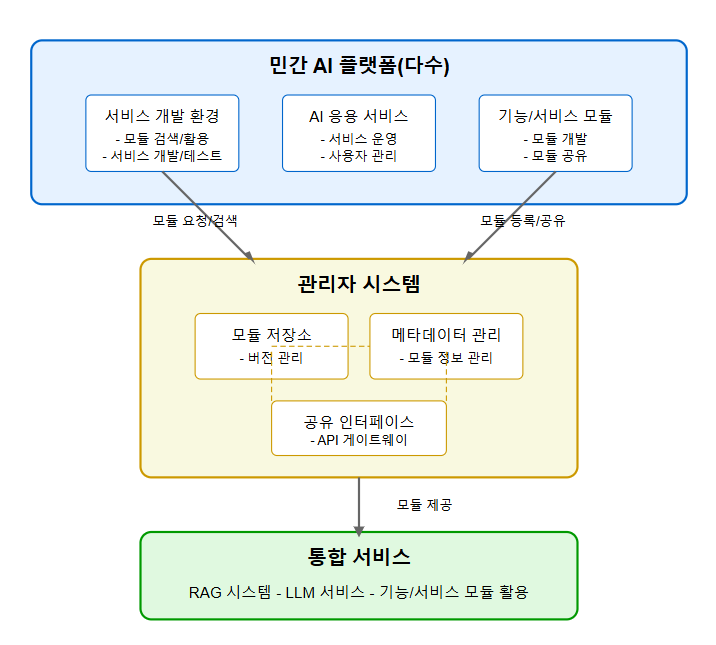 민간 AI 플랫폼(다수)
서비스 개발 환경
- 모듈 검색/활용
- 서비스 개발/테스트
AI 응용 서비스
- 서비스 운영
- 사용자 관리
기능/서비스 모듈
- 모듈 개발
- 모듈 공유
모듈 요청/검색
모듈 등록/공유
관리자 시스템
모듈 저장소
- 버전 관리
메타데이터 관리
- 모듈 정보 관리
공유 인터페이스
- API 게이트웨이
모듈 제공
통합 서비스
RAG 시스템 - LLM 서비스 - 기능/서비스 모듈 활용